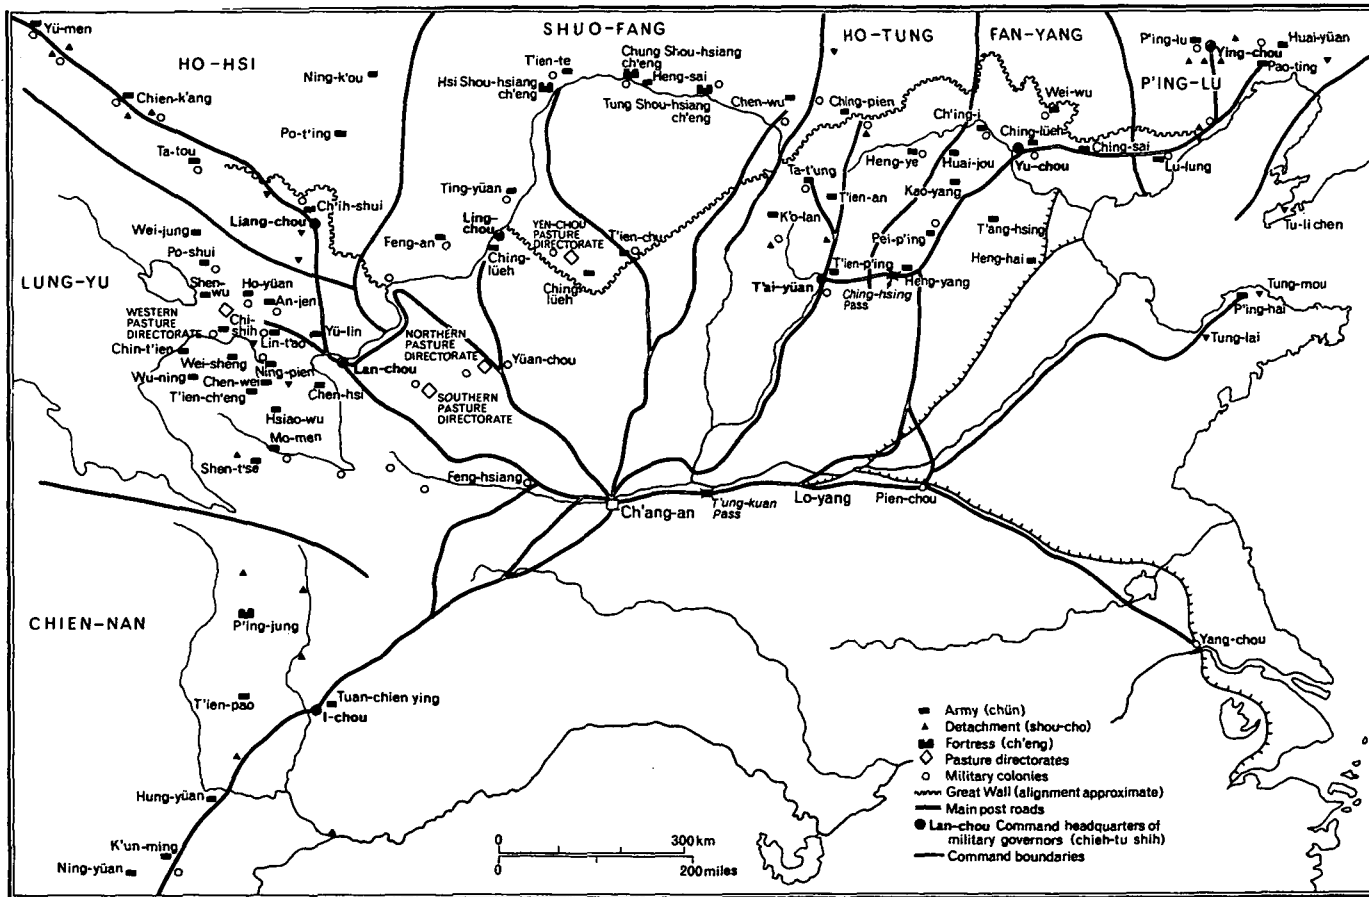 SHUO-FANG
HO-TUNG
FAN-YANG
P'ING-LU
HO-HSI
LUNG-YU
CHIEN-NAN
Yü-men
Chien-k'ang
Ta-tou
Ning-k'ou
Po-t'ing
Ch'ih-shui
Liang-chou
Wei-jung
Po-shui
Shen-
wu
Ho-yüan
An-jen
WESTERN
PASTURE
DIRECTORATE
Chi-
shih
Lin-t'ao
Yü-lin
Chin-t'ien
Wei-sheng
Ning-pien
Wu-ning
Chen-wei
T'ien-ch'eng
Chen-hsi
Lan-chou
Hsiao-wu
Mo-men
Shen-t'se
Hsi Shou-hsiang
ch'eng
T'ien-te
Chung Shou-hsiang
ch'eng
Heng-sai
Tung Shou-hsiang
ch'eng
Chen-wu
Ting-yüan
Ling-
chou
Feng-an
Ching-
lüeh
YEN-CHOU
PASTURE
DIRECTORATE
Ching-
lüeh
T'ien-chu
NORTHERN
PASTURE
DIRECTORATE
Yüan-chou
SOUTHERN
PASTURE
DIRECTORATE
Ching-pien
Ta-t'ung
Heng-ye
T'ien-an
K'o-lan
T'ien-p'ing
T'ai-yüan
Ching-hsing
Pass
Heng-yang
Pei-p'ing
Kao-yang
Huai-jou
Ch'ing-i
Wei-wu
Ching-lüeh
Yu-chou
Ching-sai
Lu-lung
T'ang-hsing
Heng-hai
P'ing-lu
Ying-chou
Huai-yüan
Pao-ting
Tu-li chen
Tung-mou
P'ing-hai
Tung-lai
Feng-hsiang
Ch'ang-an
T'ung-kuan
Pass
Lo-yang
Pien-chou
Yang-chou
P'ing-jung
T'ien-pao
Tuan-chien ying
I-chou
Hung-yüan
K'un-ming
Ning-yüan
0 300 km
0 200 miles
Army (chün)
Detachment (shou-cho)
Fortress (ch'eng)
Pasture directorates
Military colonies
Great Wall (alignment approximate)
Main post roads
Lan-chou Command headquarters of
military governors (chieh-tu shih)
Command boundaries